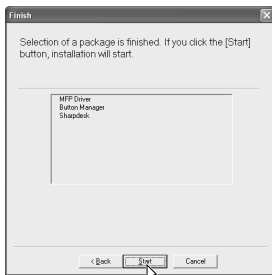 Finish
Selection of a package is finished. If you click the [Start]
button, installation will start.
MFP Driver
Button Manager
Sharpdesk
< Back
Start
Cancel